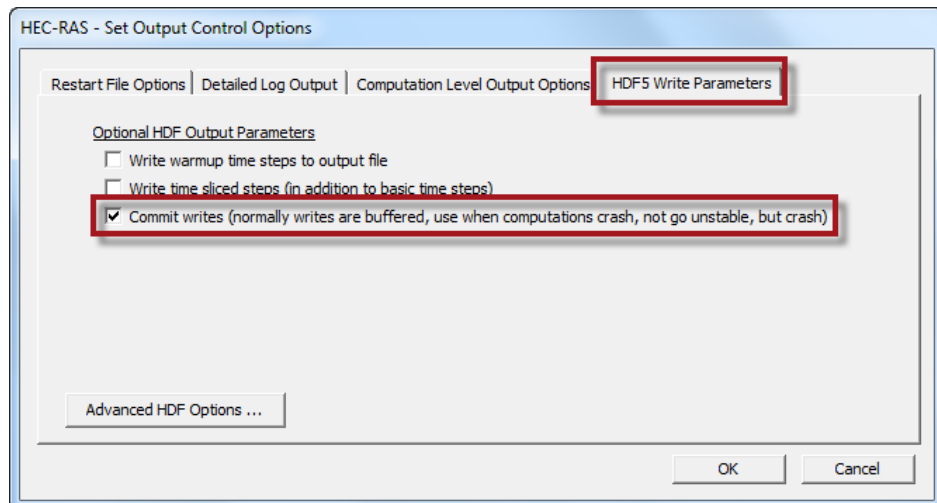 HEC-RAS - Set Output Control Options
Restart File Options Detailed Log Output Computation Level Output Options HDF5 Write Parameters
Optional HDF Output Parameters
Write warmup time steps to output file
Write time sliced steps (in addition to basic time steps)
Commit writes (normally writes are buffered, use when computations crash, not go unstable, but crash)
Advanced HDF Options ...
OK Cancel